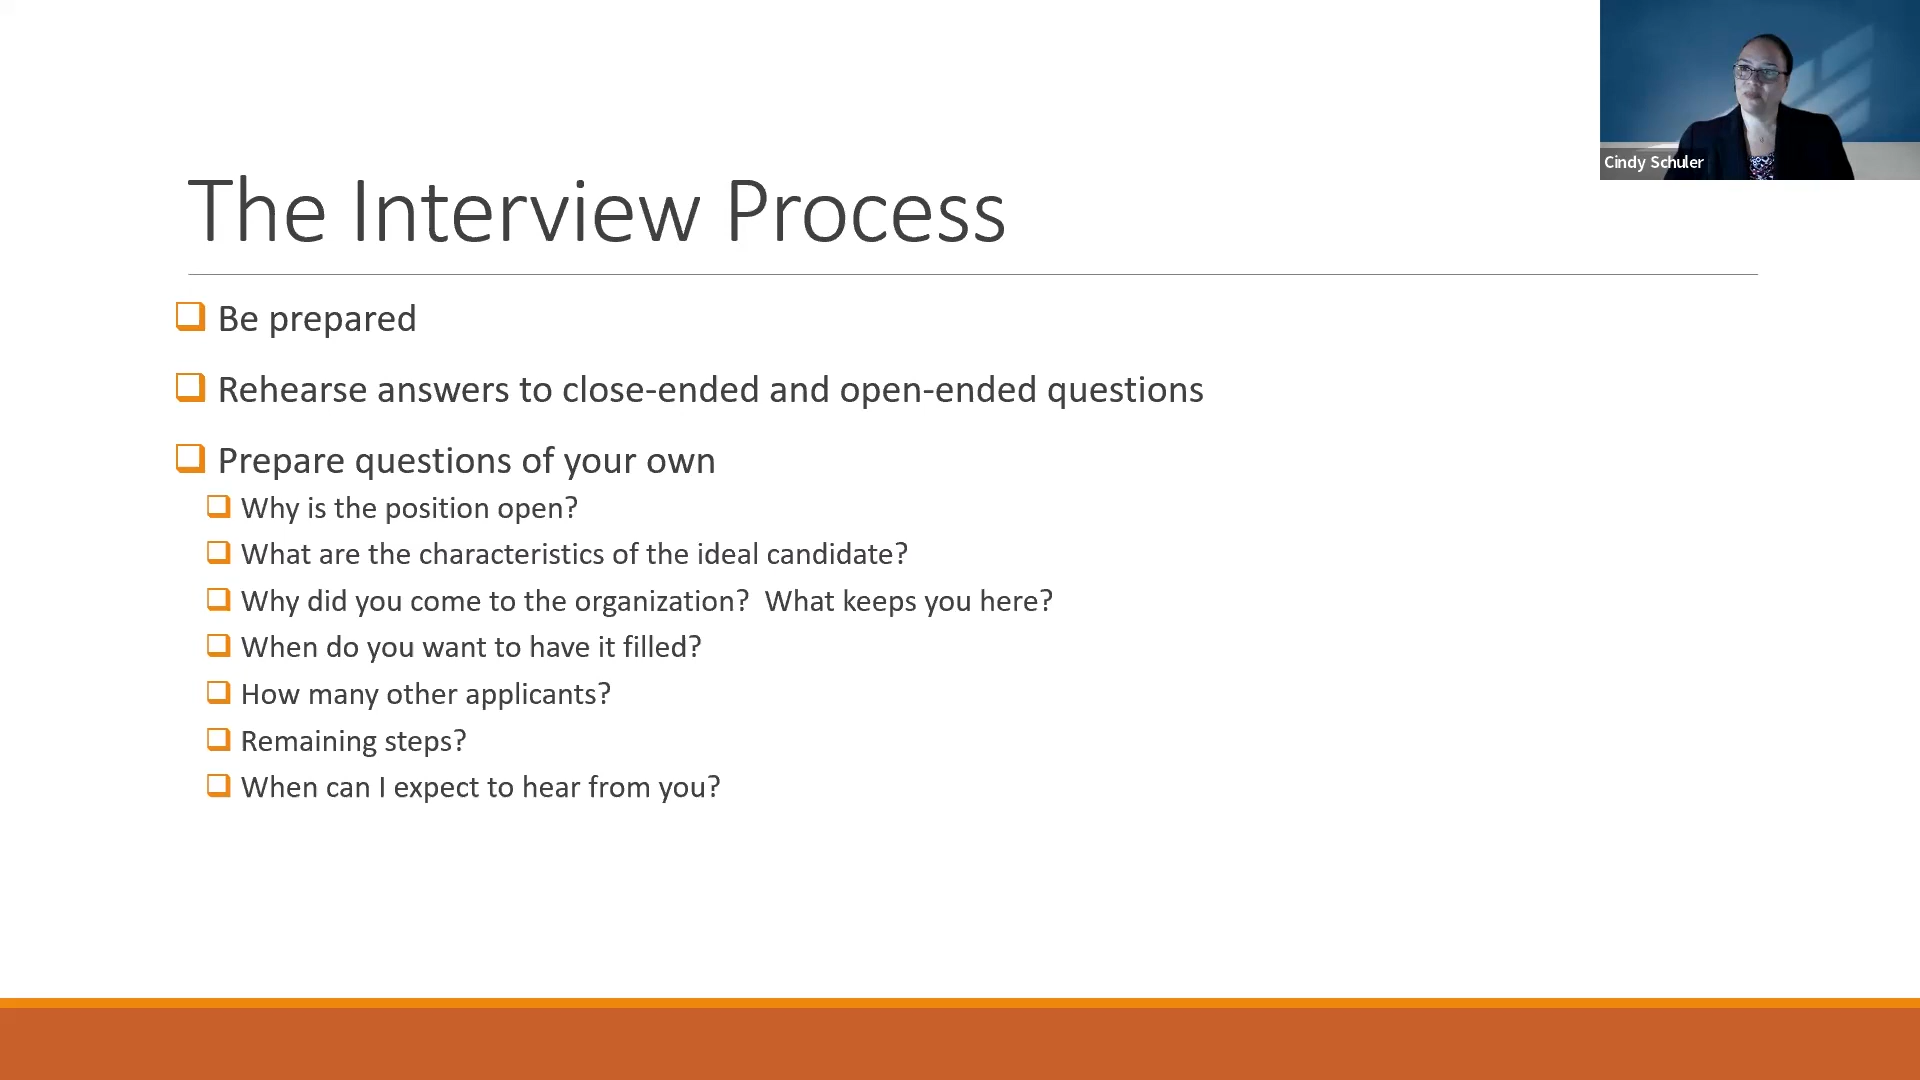 Cindy Schuler
The Interview Process
Be prepared
Rehearse answers to close-ended and open-ended questions
Prepare questions of your own
Why is the position open?
What are the characteristics of the ideal candidate?
Why did you come to the organization?  What keeps you here?
When do you want to have it filled?
How many other applicants?
Remaining steps?
When can I expect to hear from you?